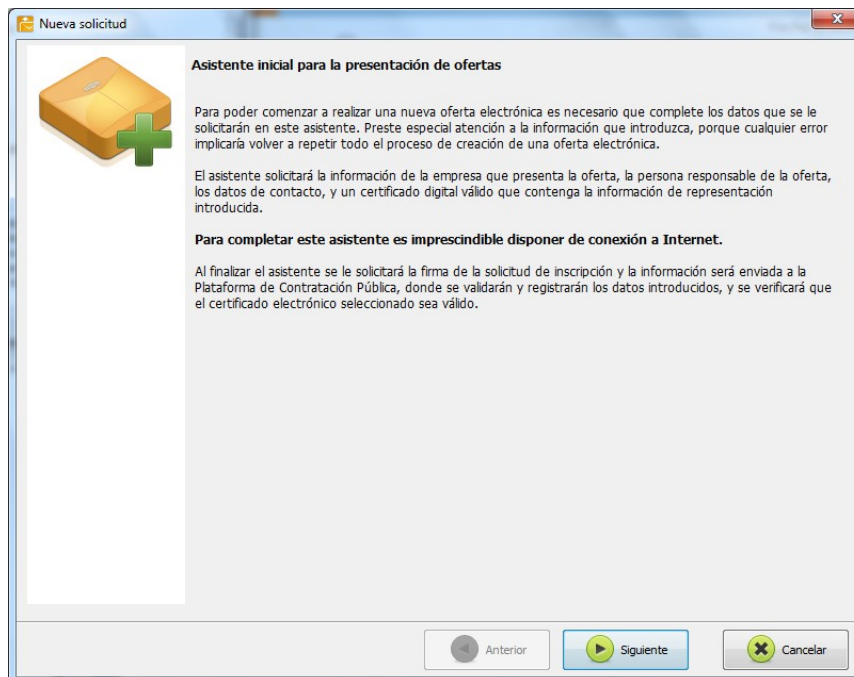 Nueva solicitud
Asistente inicial para la presentación de ofertas
Para poder comenzar a realizar una nueva oferta electrónica es necesario que complete los datos que se le
solicitarán en este asistente. Preste especial atención a la información que introduzca, porque cualquier error
implicaría volver a repetir todo el proceso de creación de una oferta electrónica.
El asistente solicitará la información de la empresa que presenta la oferta, la persona responsable de la oferta,
los datos de contacto, y un certificado digital válido que contenga la información de representación
introducida.
Para completar este asistente es imprescindible disponer de conexión a Internet.
Al finalizar el asistente se le solicitará la firma de la solicitud de inscripción y la información será enviada a la
Plataforma de Contratación Pública, donde se validarán y registrarán los datos introducidos, y se verificará que
el certificado electrónico seleccionado sea válido.
Anterior
Siguiente
Cancelar